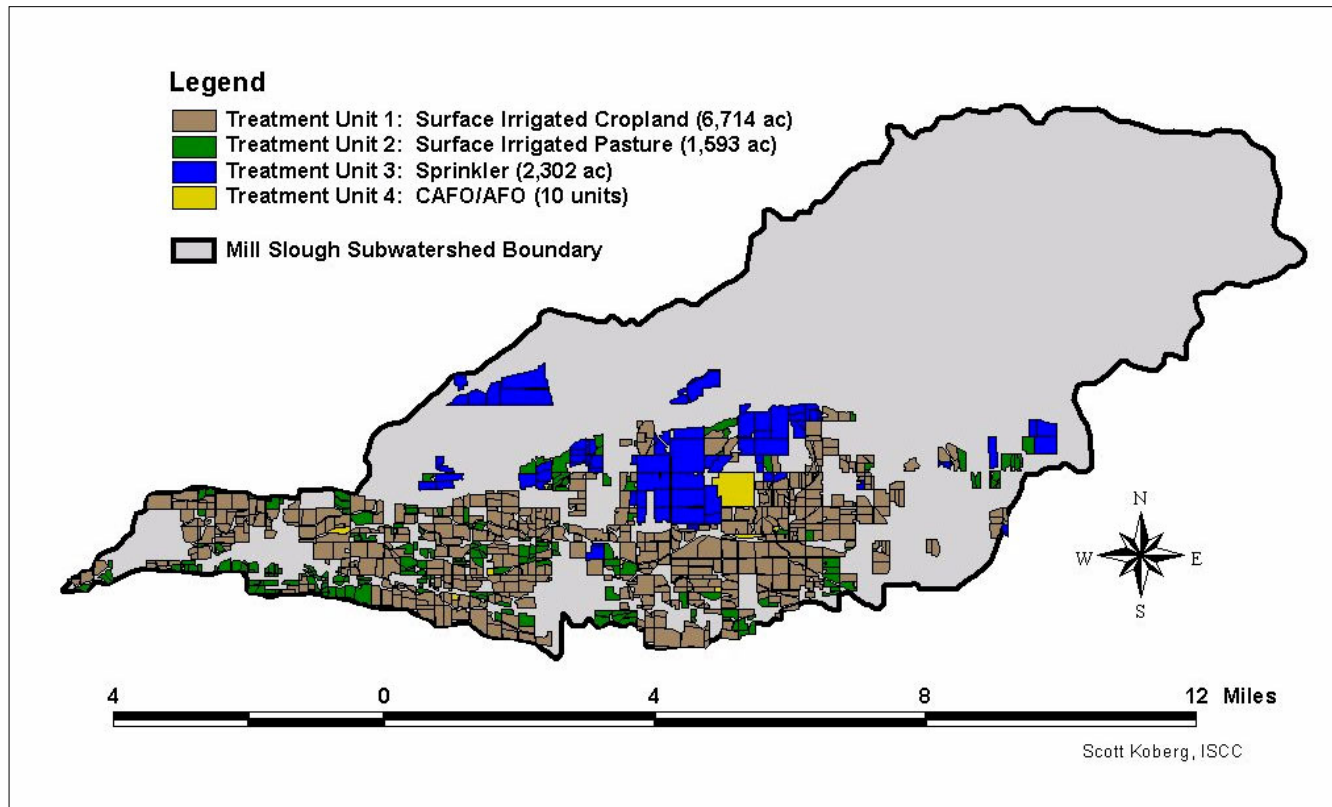 Legend
Treatment Unit 1: Surface Irrigated Cropland (6,714 ac)
Treatment Unit 2: Surface Irrigated Pasture (1,593 ac)
Treatment Unit 3: Sprinkler (2,302 ac)
Treatment Unit 4: CAFO/AFO (10 units)
Mill Slough Subwatershed Boundary
N
W E
S
4 0 4 8 12 Miles
Scott Koberg, ISCC